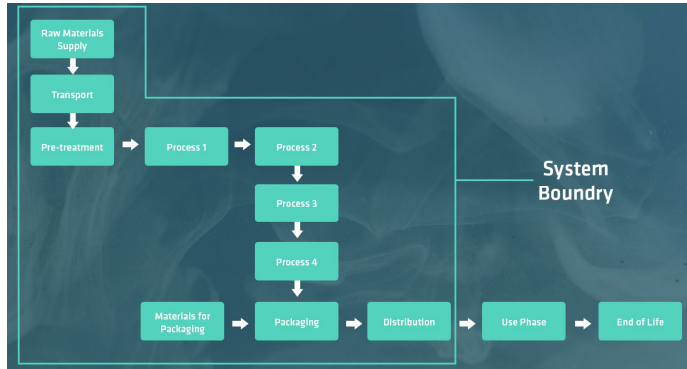 Raw Materials
Supply
Transport
Pre-treatment
Process 1
Process 2
Process 3
Process 4
Materials for
Packaging
Packaging
Distribution
Use Phase
End of Life
System
Boundry